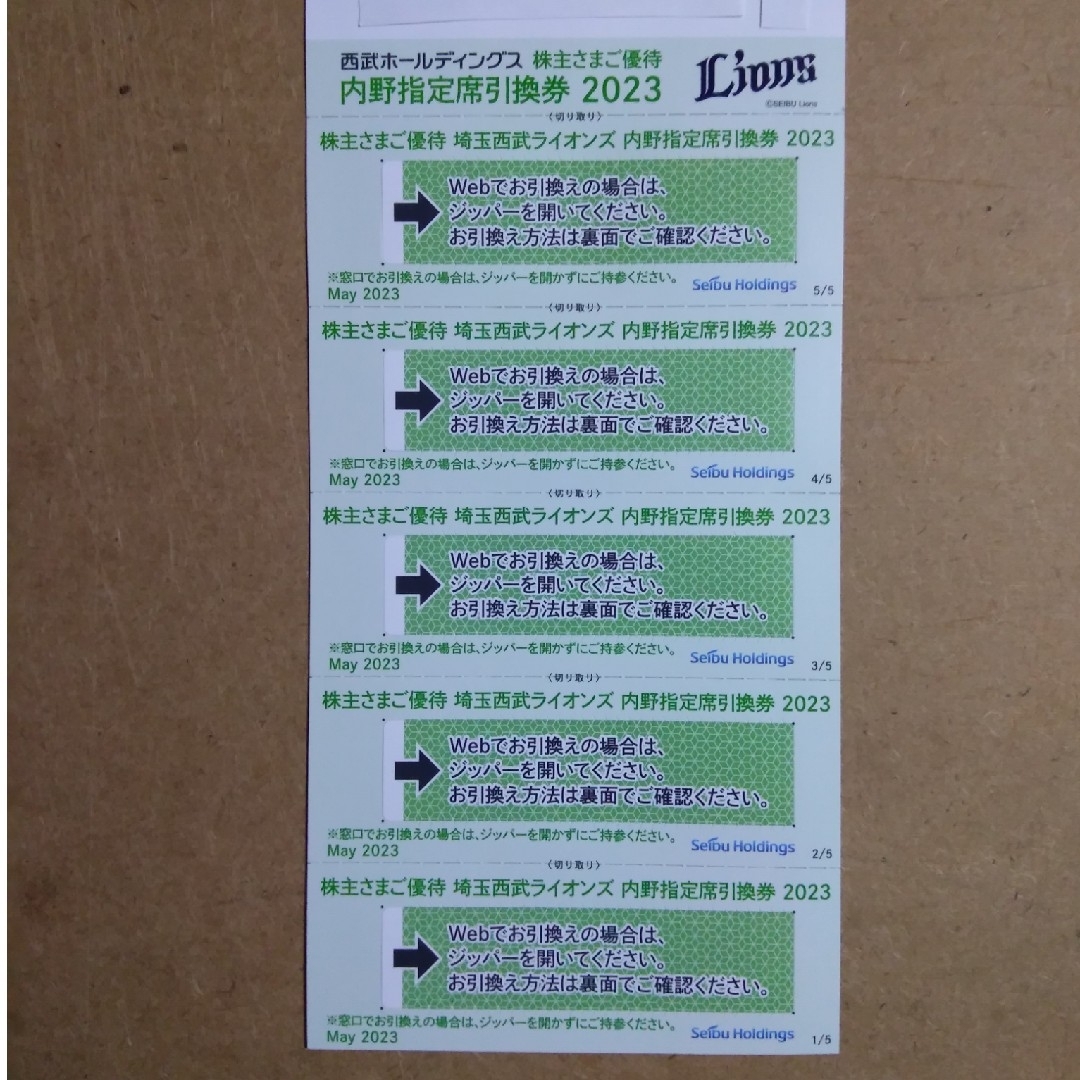 西武ホールディングス 株主さまご優待
内野指定席引換券 2023
Lions
©SEIBU Lions
〈切り取り〉
株主さまご優待 埼玉西武ライオンズ 内野指定席引換券 2023
Webでお引換えの場合は、
ジッパーを開いてください。
お引換え方法は裏面でご確認ください。
※窓口でお引換えの場合は、ジッパーを開かずにご持参ください。
May 2023
Seibu Holdings
5/5
〈切り取り〉
株主さまご優待 埼玉西武ライオンズ 内野指定席引換券 2023
Webでお引換えの場合は、
ジッパーを開いてください。
お引換え方法は裏面でご確認ください。
※窓口でお引換えの場合は、ジッパーを開かずにご持参ください。
May 2023
Seibu Holdings
4/5
〈切り取り〉
株主さまご優待 埼玉西武ライオンズ 内野指定席引換券 2023
Webでお引換えの場合は、
ジッパーを開いてください。
お引換え方法は裏面でご確認ください。
※窓口でお引換えの場合は、ジッパーを開かずにご持参ください。
May 2023
Seibu Holdings
3/5
〈切り取り〉
株主さまご優待 埼玉西武ライオンズ 内野指定席引換券 2023
Webでお引換えの場合は、
ジッパーを開いてください。
お引換え方法は裏面でご確認ください。
※窓口でお引換えの場合は、ジッパーを開かずにご持参ください。
May 2023
Seibu Holdings
2/5
〈切り取り〉
株主さまご優待 埼玉西武ライオンズ 内野指定席引換券 2023
Webでお引換えの場合は、
ジッパーを開いてください。
お引換え方法は裏面でご確認ください。
※窓口でお引換えの場合は、ジッパーを開かずにご持参ください。
May 2023
Seibu Holdings
1/5